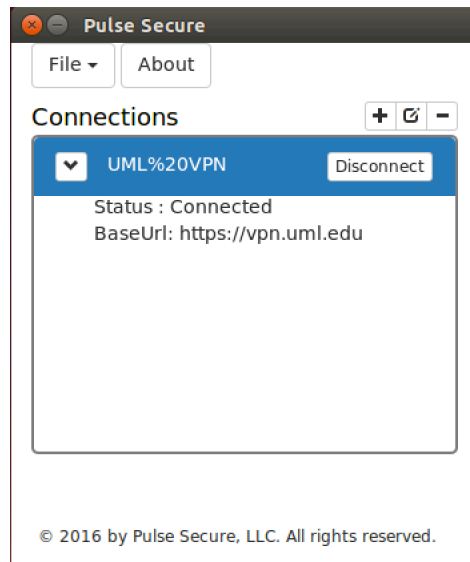 Pulse Secure
File About
Connections
UML%20VPN Disconnect
Status : Connected
BaseUrl: https://vpn.uml.edu
© 2016 by Pulse Secure, LLC. All rights reserved.